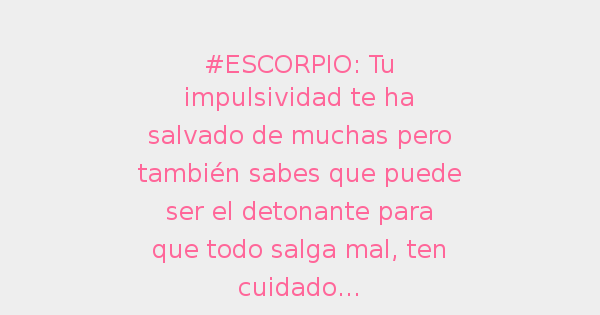 #ESCORPIO: Tu
impulsividad te ha
salvado de muchas pero
también sabes que puede
ser el detonante para
que todo salga mal, ten
cuidado...